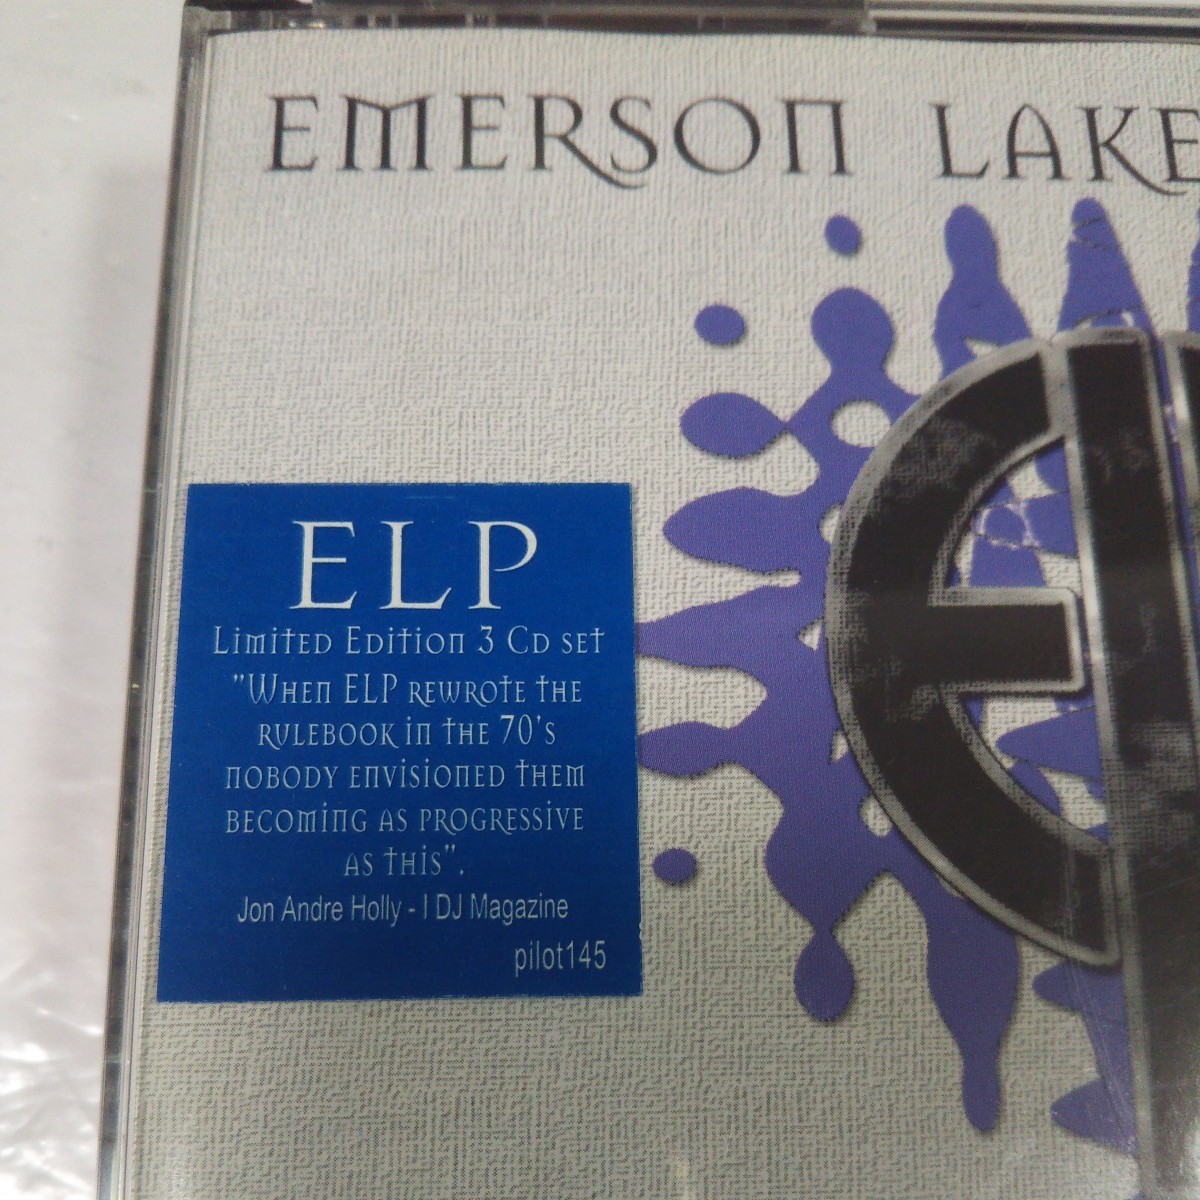 EMERSON LAKE
ELP
Limited Edition 3 Cd set
"When ELP rewrote the
rulebook in the 70's
nobody envisioned them
becoming as progressive
as this".
Jon Andre Holly - I DJ Magazine
pilot145